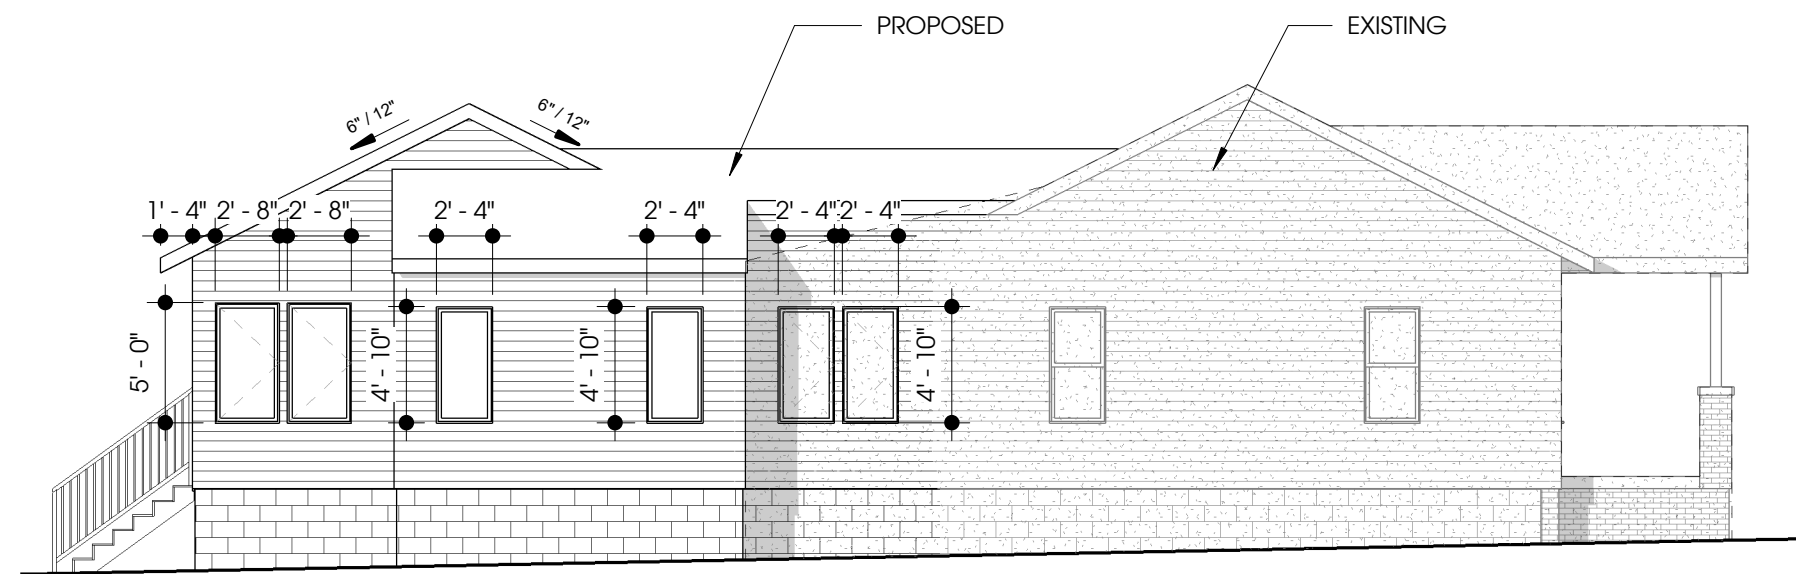 PROPOSED
EXISTING
6" / 12"
6" / 12"
1' - 4"
2' - 8"
2' - 8"
2' - 4"
2' - 4"
2' - 4"
2' - 4"
5' - 0"
4' - 10"
4' - 10"
4' - 10"